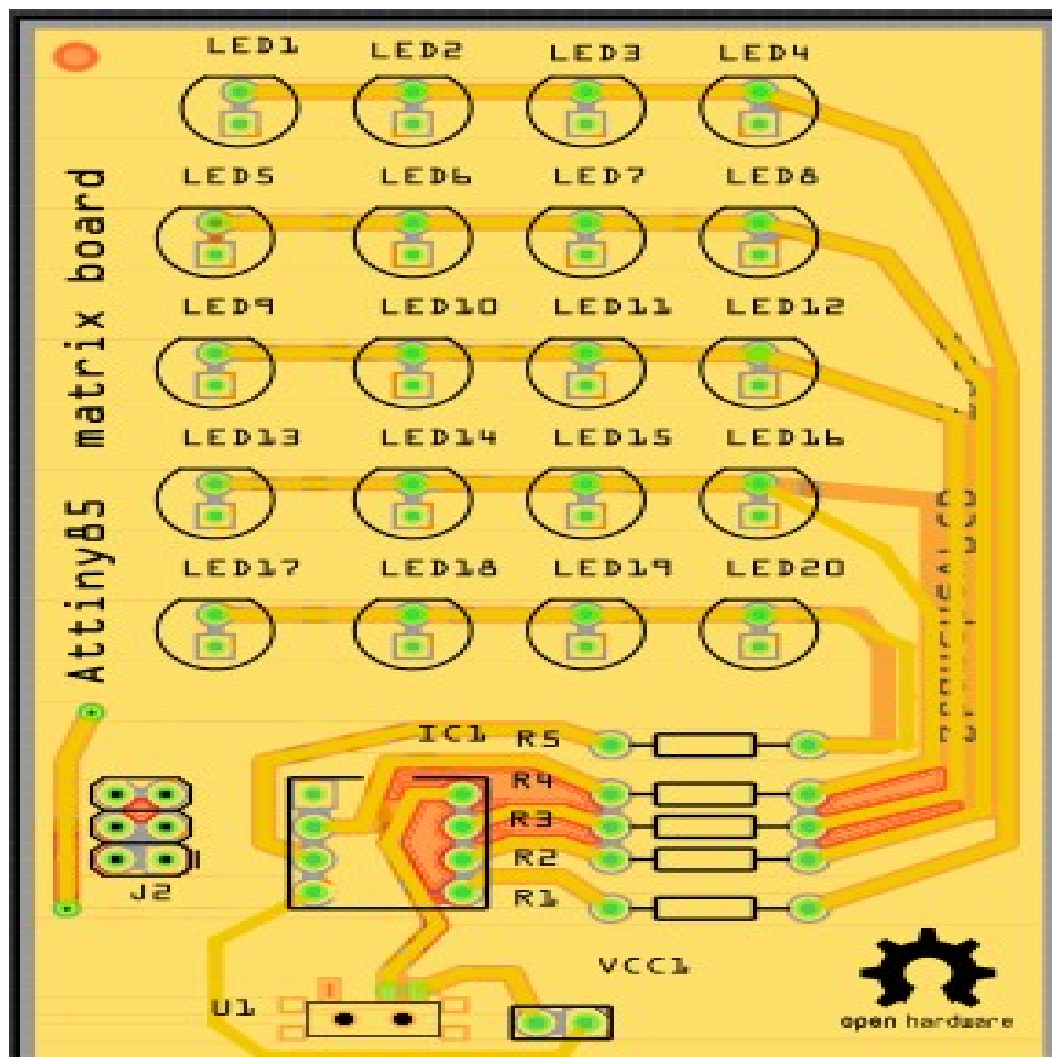 LED1 LED2 LED3 LED4
LED5 LED6 LED7 LED8
LED9 LED10 LED11 LED12
LED13 LED14 LED15 LED16
LED17 LED18 LED19 LED20
Attiny85 matrix board
IC1 R5
R4
R3
R2
J2 R1
VCC1
U1
open hardware